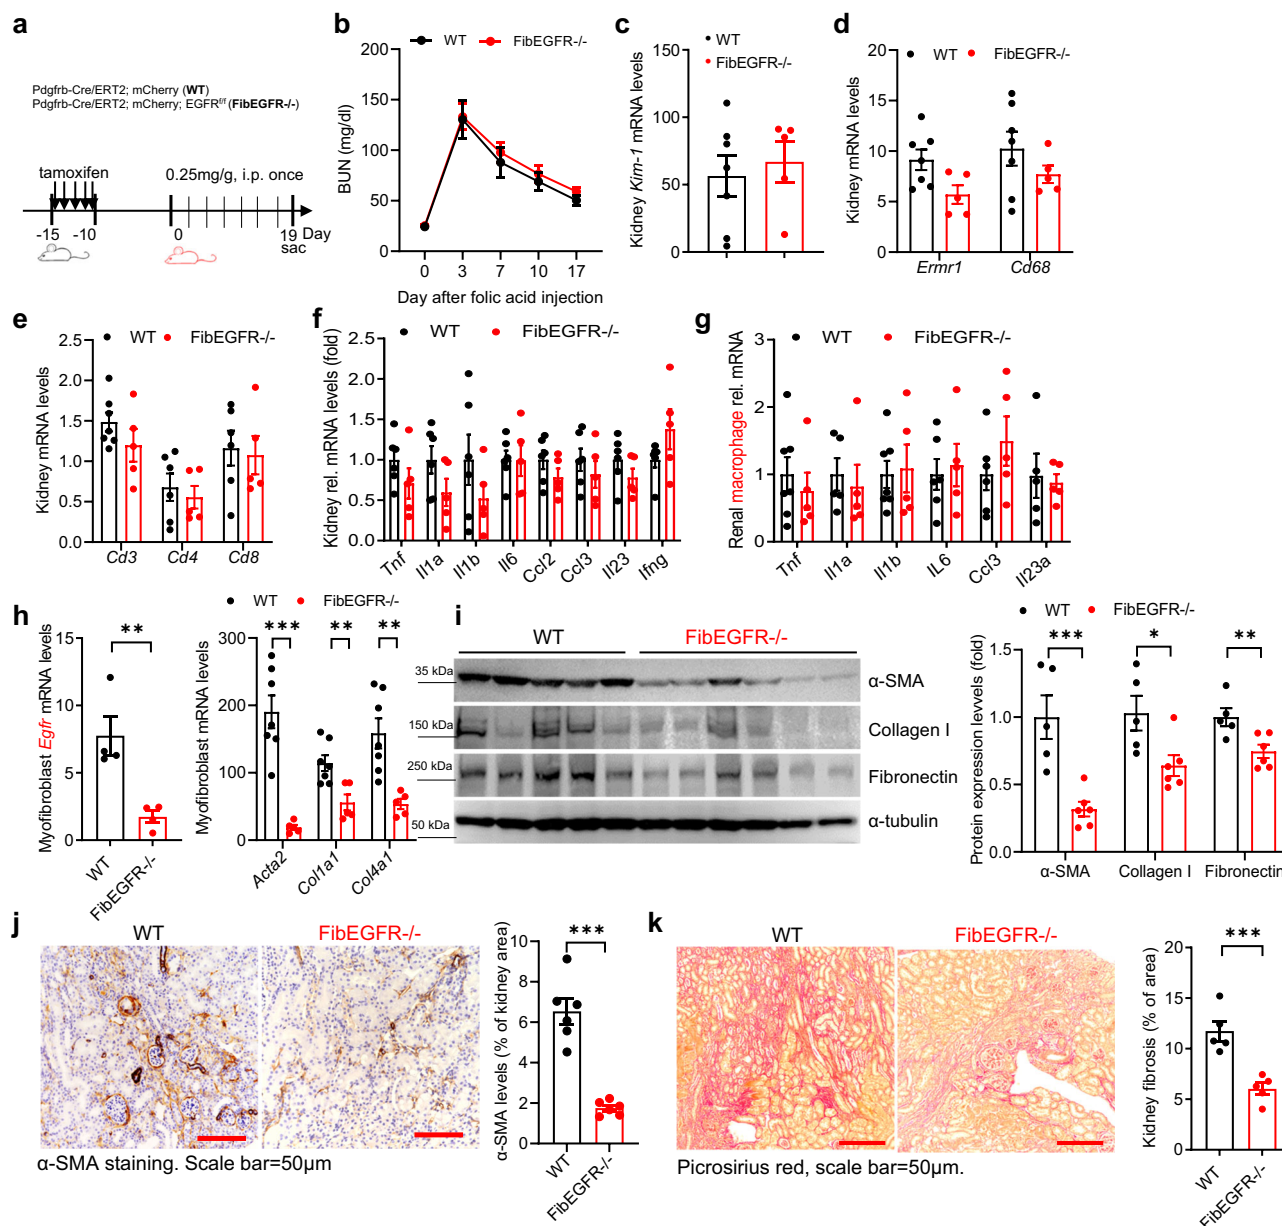 a
Pdgfrb-Cre/ERT2; mCherry (WT)
Pdgfrb-Cre/ERT2; mCherry; EGFRf/f (FibEGFR-/-)
tamoxifen
0.25mg/g, i.p. once
-15
-10
0
19
Day
sac
b
WT
FibEGFR-/-
BUN (mg/dl)
200
150
100
50
0
0
3
7
10
17
Day after folic acid injection
c
WT
FibEGFR-/-
Kidney Kim-1 mRNA levels
150
100
50
0
d
WT
FibEGFR-/-
Kidney mRNA levels
20
15
10
5
0
Ermr1
Cd68
e
WT
FibEGFR-/-
Kidney mRNA levels
2.5
2.0
1.5
1.0
0.5
0.0
Cd3
Cd4
Cd8
f
WT
FibEGFR-/-
Kidney rel. mRNA levels (fold)
2.5
2.0
1.5
1.0
0.5
0.0
Tnf
Il1a
Il1b
Il6
Ccl2
Ccl3
Il23
Ifng
g
WT
FibEGFR-/-
Renal macrophage rel. mRNA
3
2
1
0
Tnf
Il1a
Il1b
IL6
Ccl3
Il23a
h
Myofibroblast Egfr mRNA levels
15
10
5
0
**
WT
FibEGFR-/-
WT
FibEGFR-/-
Myofibroblast mRNA levels
300
200
100
0
***
**
**
Acta2
Col1a1
Col4a1
i
WT
FibEGFR-/-
35 kDa
α-SMA
150 kDa
Collagen I
250 kDa
Fibronectin
50 kDa
α-tubulin
WT
FibEGFR-/-
Protein expression levels (fold)
1.5
1.0
0.5
0.0
***
*
**
α-SMA
Collagen I
Fibronectin
j
WT
FibEGFR-/-
α-SMA staining. Scale bar=50μm
α-SMA levels (% of kidney area)
10
8
6
4
2
0
***
WT
FibEGFR-/-
k
WT
FibEGFR-/-
Picrosirius red, scale bar=50μm.
Kidney fibrosis (% of area)
20
15
10
5
0
***
WT
FibEGFR-/-